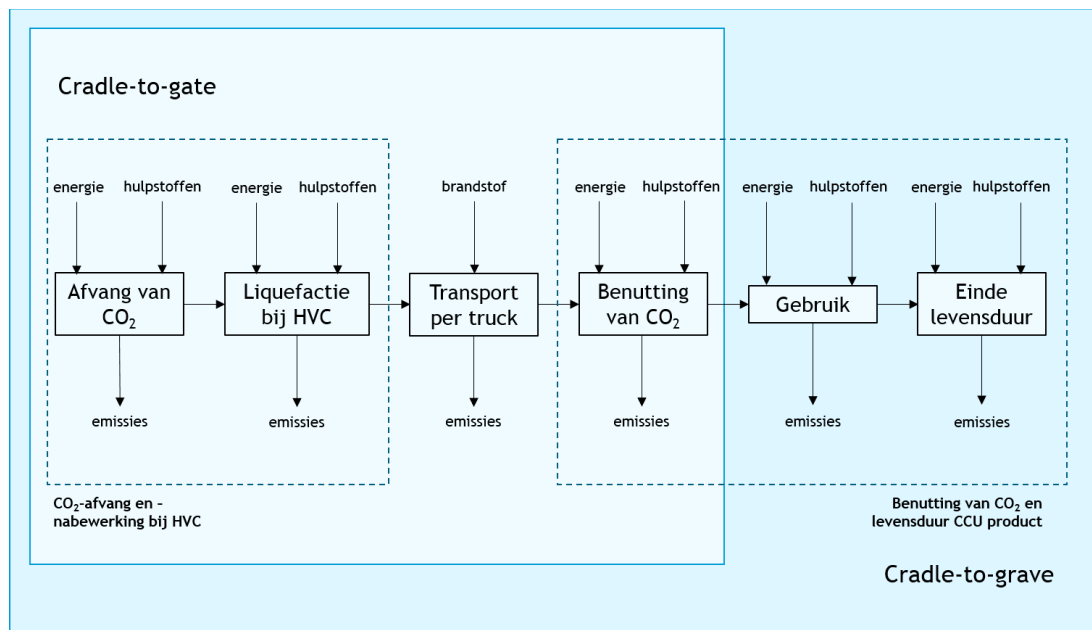 Cradle-to-gate
energie hulpstoffen energie hulpstoffen brandstof energie hulpstoffen energie hulpstoffen energie hulpstoffen
Afvang van
CO₂
Liquefactie
bij HVC
Transport
per truck
Benutting
van CO₂
Gebruik
Einde
levensduur
emissies emissies emissies emissies emissies emissies
CO₂-afvang en –
nabewerking bij HVC
Benutting van CO₂ en
levensduur CCU product
Cradle-to-grave